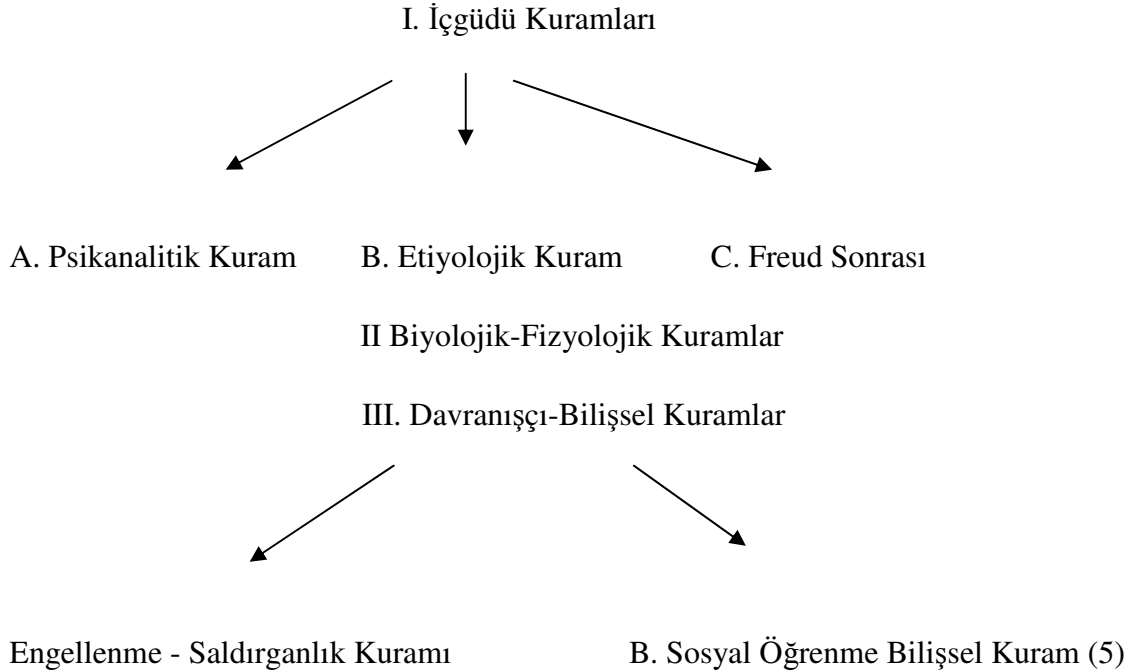 I. İçgüdü Kuramları
A. Psikanalitik Kuram B. Etiyolojik Kuram C. Freud Sonrası
II Biyolojik-Fizyolojik Kuramlar
III. Davranışçı-Bilişsel Kuramlar
Engellenme - Saldırganlık Kuramı B. Sosyal Öğrenme Bilişsel Kuram (5)